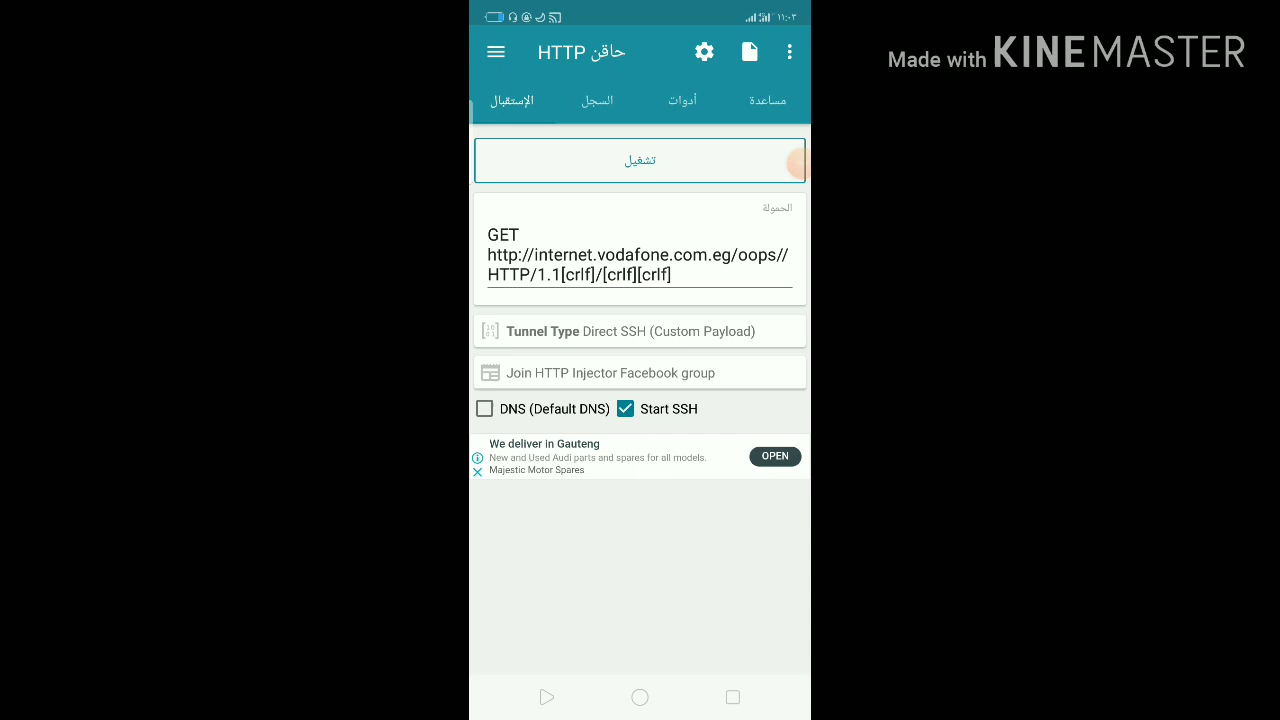 ١١:٠٣
Made with KINEMASTER
HTTP حاقن
الإستقبال
السجل
أدوات
مساعدة
تشغيل
الحمولة
GET
http://internet.vodafone.com.eg/oops//
HTTP/1.1[crlf]/[crlf][crlf]
Tunnel Type Direct SSH (Custom Payload)
Join HTTP Injector Facebook group
DNS (Default DNS)
Start SSH
We deliver in Gauteng
New and Used Audi parts and spares for all models.
Majestic Motor Spares
OPEN